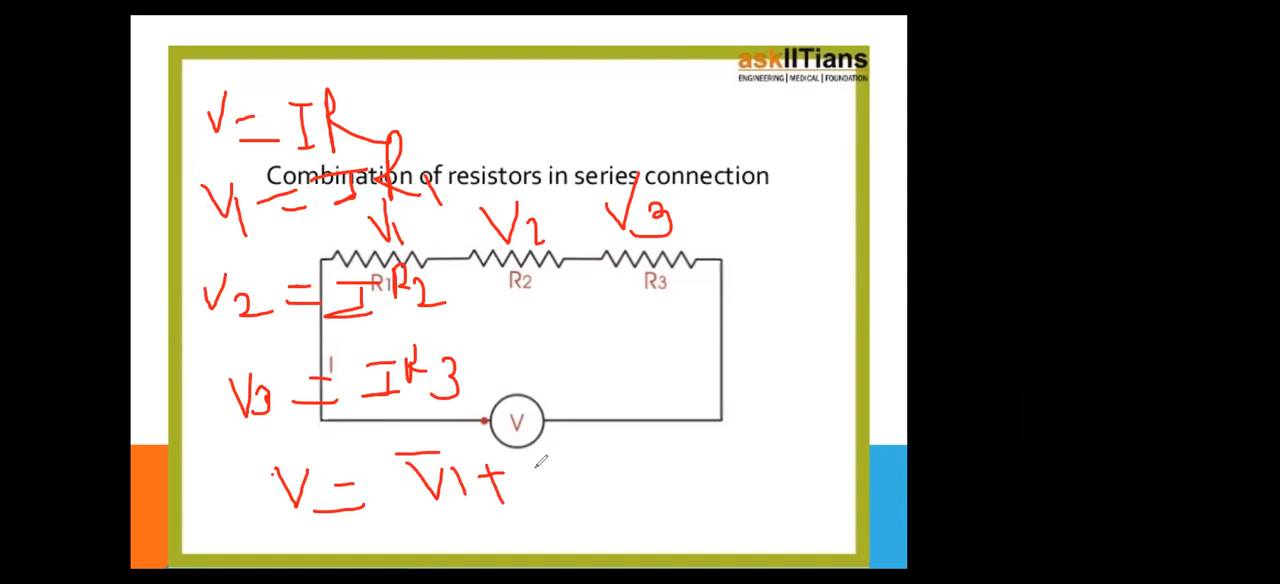 askIITians
ENGINEERING | MEDICAL | FOUNDATION
V = IR
Combination of resistors in series connection
V1 = IR1
V1 V2 V3
R1 R2 R3
V2 = IR2
I
V3 = IR3
V
V = V1 +